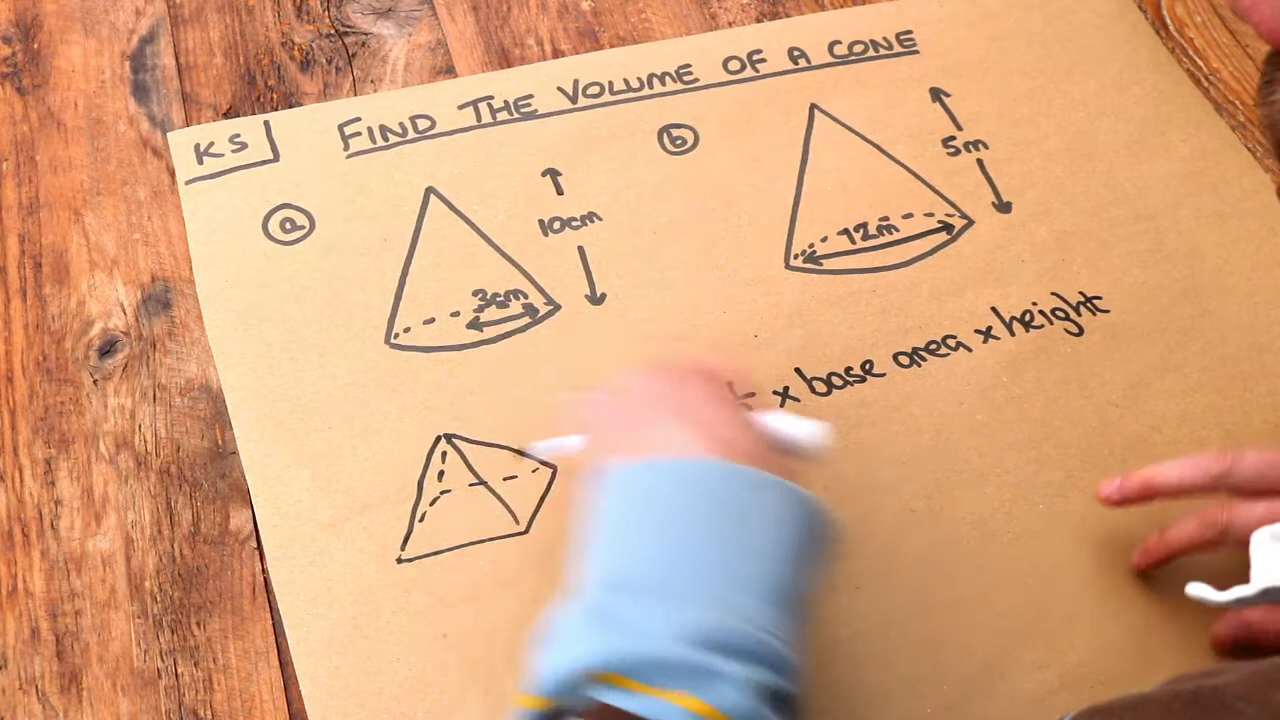 KS
FIND THE VOLUME OF A CONE
a
10cm
3cm
b
5m
12m
x base area x height